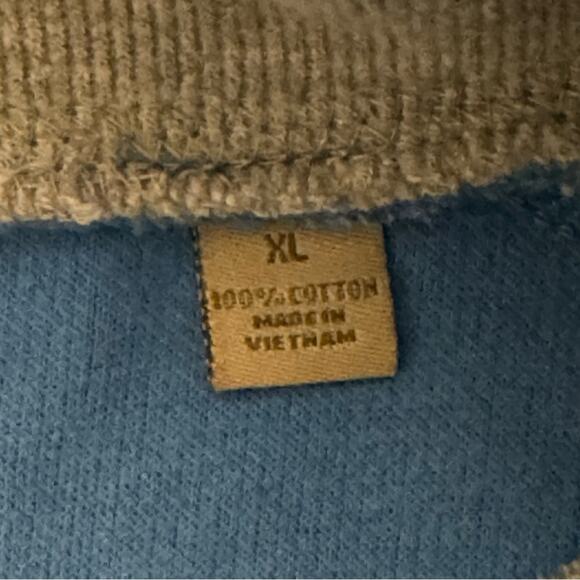 XL
100% COTTON
MADE IN
VIETNAM